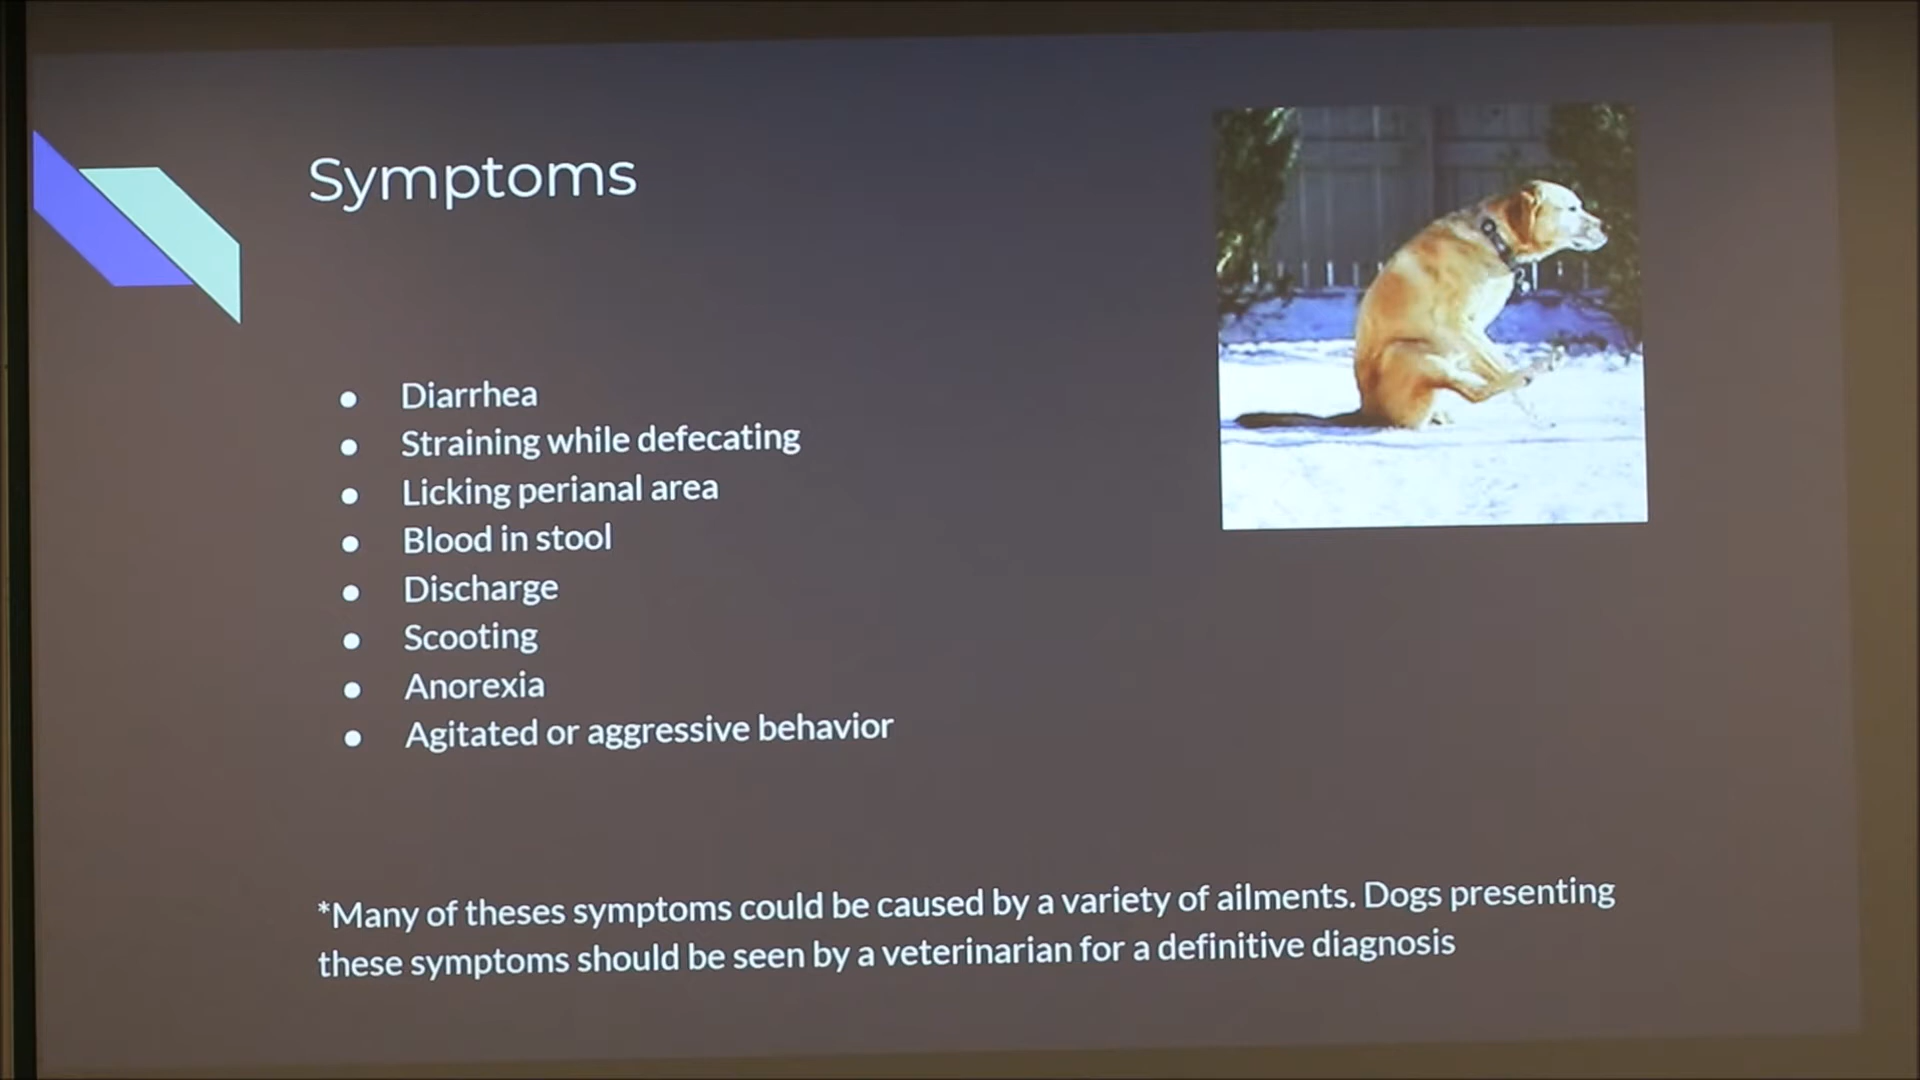 Symptoms
● Diarrhea
● Straining while defecating
● Licking perianal area
● Blood in stool
● Discharge
● Scooting
● Anorexia
● Agitated or aggressive behavior
*Many of theses symptoms could be caused by a variety of ailments. Dogs presenting
these symptoms should be seen by a veterinarian for a definitive diagnosis